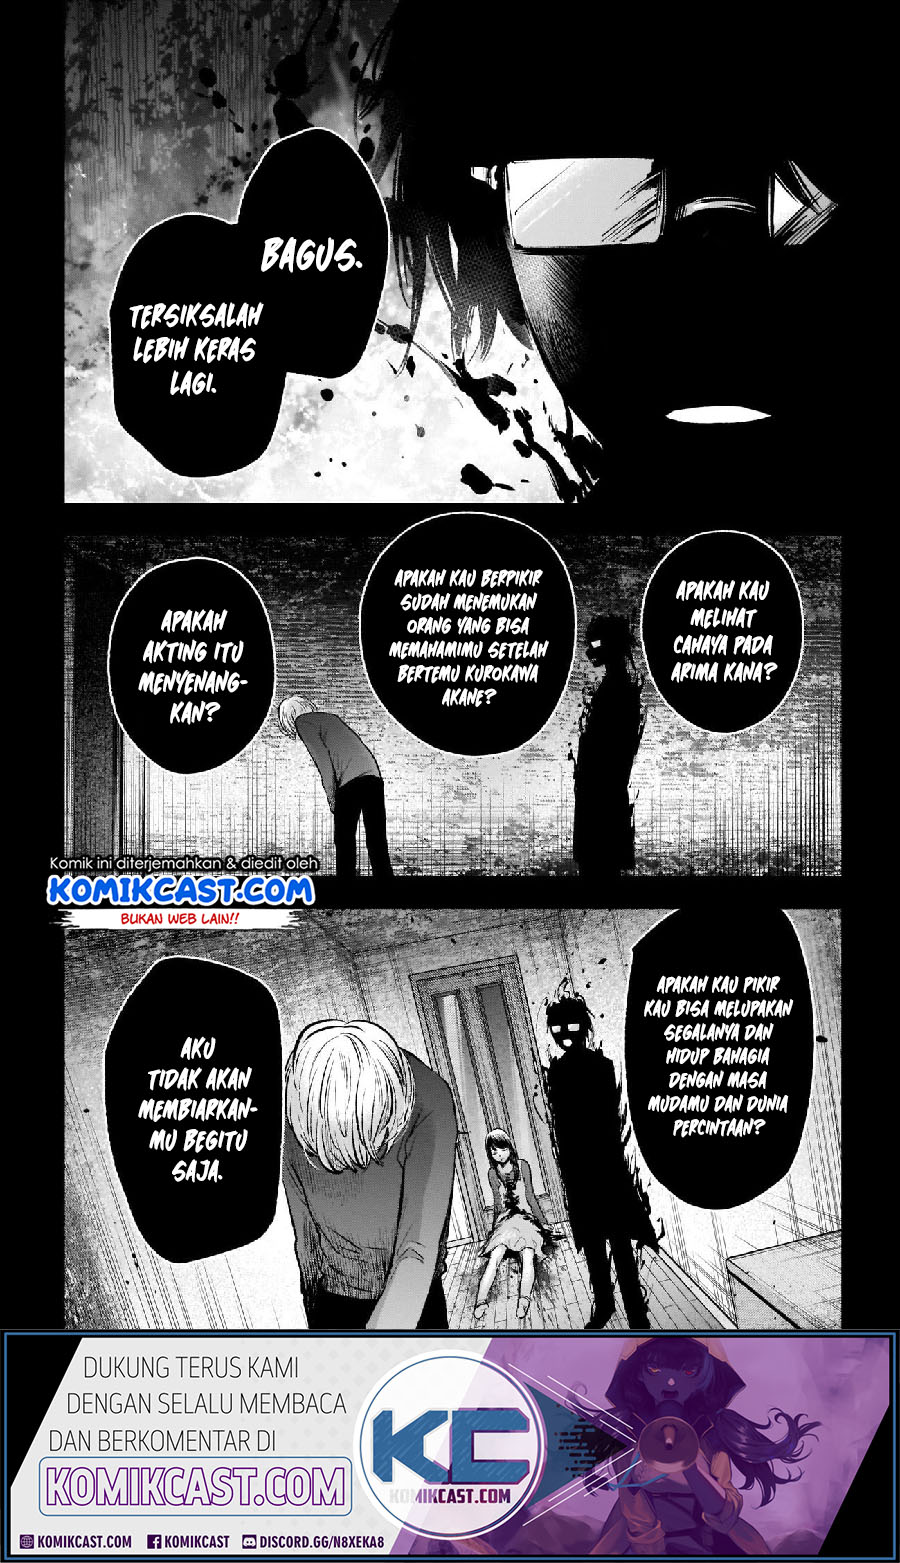 BAGUS.
TERSIKSALAH
LEBIH KERAS
LAGI.
APAKAH KAU
MELIHAT
CAHAYA PADA
ARIMA KANA?
APAKAH KAU BERPIKIR
SUDAH MENEMUKAN
ORANG YANG BISA
MEMAHAMIMU SETELAH
BERTEMU KUROKAWA
AKANE?
APAKAH
AKTING ITU
MENYENANG-
KAN?
Komik ini diterjemahkan & diedit oleh
KOMIKCAST.COM
BUKAN WEB LAIN!!
APAKAH KAU PIKIR
KAU BISA MELUPAKAN
SEGALANYA DAN
HIDUP BAHAGIA
DENGAN MASA
MUDAMU DAN DUNIA
PERCINTAAN?
AKU
TIDAK AKAN
MEMBIARKAN-
MU BEGITU
SAJA.
DUKUNG TERUS KAMI
DENGAN SELALU MEMBACA
DAN BERKOMENTAR DI
KOMIKCAST.COM
KC
KOMIKCAST.COM
KOMIKCAST.COM KOMIKCAST DISCORD.GG/N8XEKA8